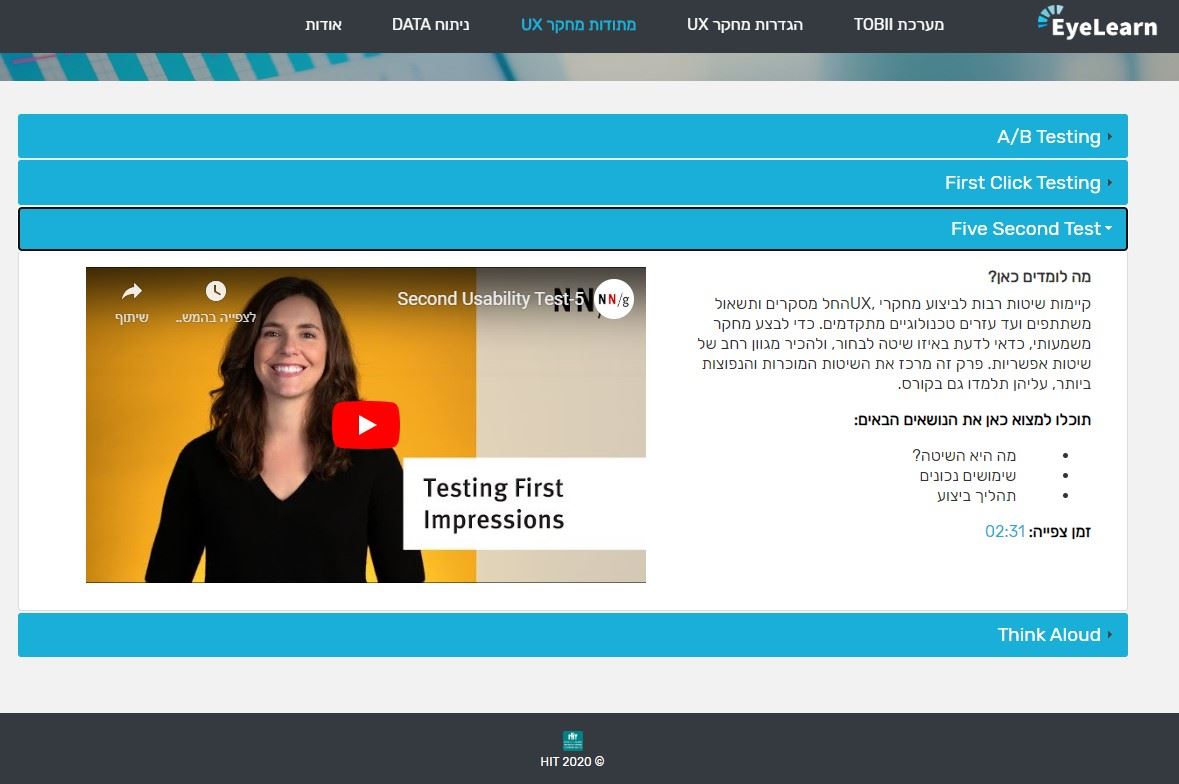 EyeLearn
מערכת TOBII
הגדרות מחקר UX
מתודות מחקר UX
ניתוח DATA
אודות
A/B Testing
First Click Testing
Five Second Test
מה לומדים כאן?
קיימות שיטות רבות לביצוע מחקרי ,UXהחל מסקרים ותשאול
משתתפים ועד עזרים טכנולוגיים מתקדמים. כדי לבצע מחקר
משמעותי, כדאי לדעת באיזו שיטה לבחור, ולהכיר מגוון רחב של
שיטות אפשריות. פרק זה מרכז את השיטות המוכרות והנפוצות
ביותר, עליהן תלמדו גם בקורס.
תוכלו למצוא כאן את הנושאים הבאים:
מה היא השיטה?
שימושים נכונים
תהליך ביצוע
זמן צפייה: 02:31
NN/g
Second Usability Test-5
לצפייה בהמש...
שיתוף
Testing First
Impressions
Think Aloud
HIT
HIT 2020 ©